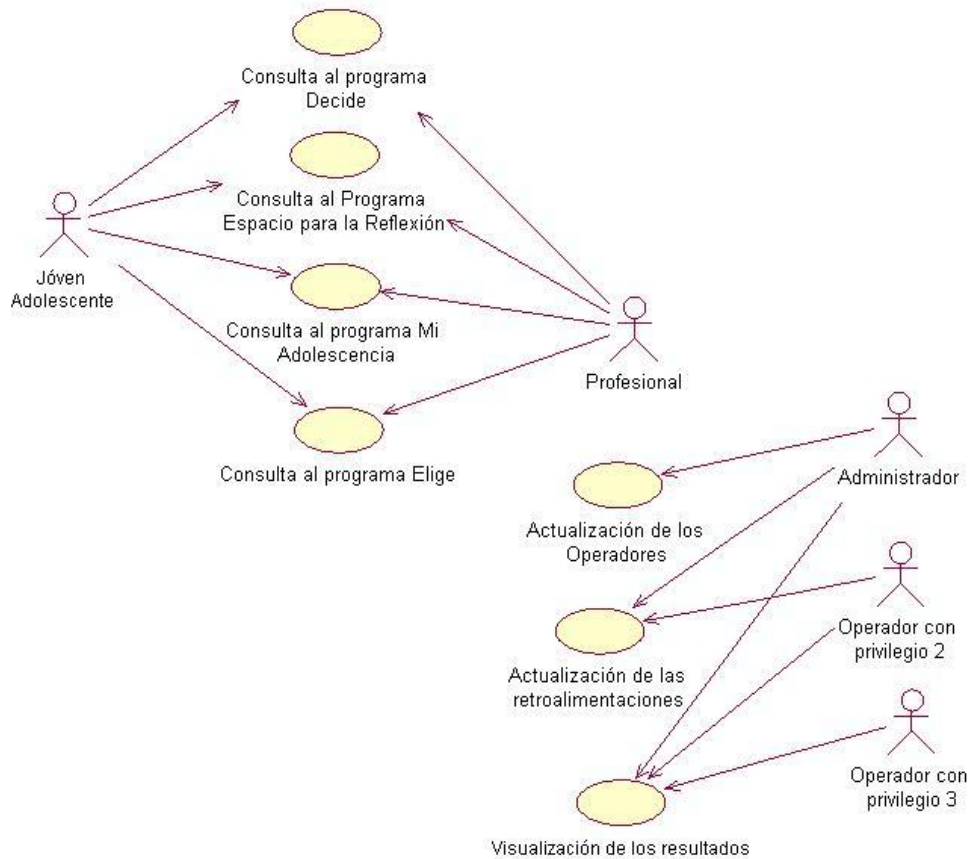 Consulta al programa
Decide
Consulta al Programa
Espacio para la Reflexión
Jóven
Adolescente
Consulta al programa Mi
Adolescencia
Profesional
Consulta al programa Elige
Administrador
Actualización de los
Operadores
Operador con
privilegio 2
Actualización de las
retroalimentaciones
Operador con
privilegio 3
Visualización de los resultados